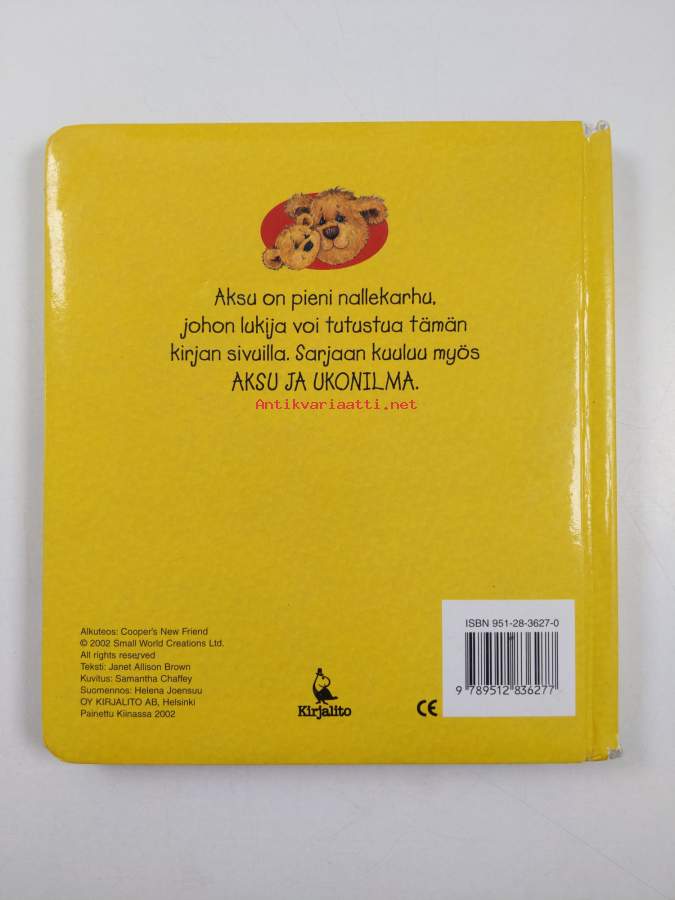 Aksu on pieni nallekarhu,
johon lukija voi tutustua tämän
kirjan sivuilla. Sarjaan kuuluu myös
AKSU JA UKONILMA.
Antikvariaatti.net
Alkuteos: Cooper's New Friend
© 2002 Small World Creations Ltd.
All rights reserved
Teksti: Janet Allison Brown
Kuvitus: Samantha Chaffey
Suomennos: Helena Joensuu
OY KIRJALITO AB, Helsinki
Painettu Kiinassa 2002
Kirjalito
CE
ISBN 951-28-3627-0
9 789512 836277